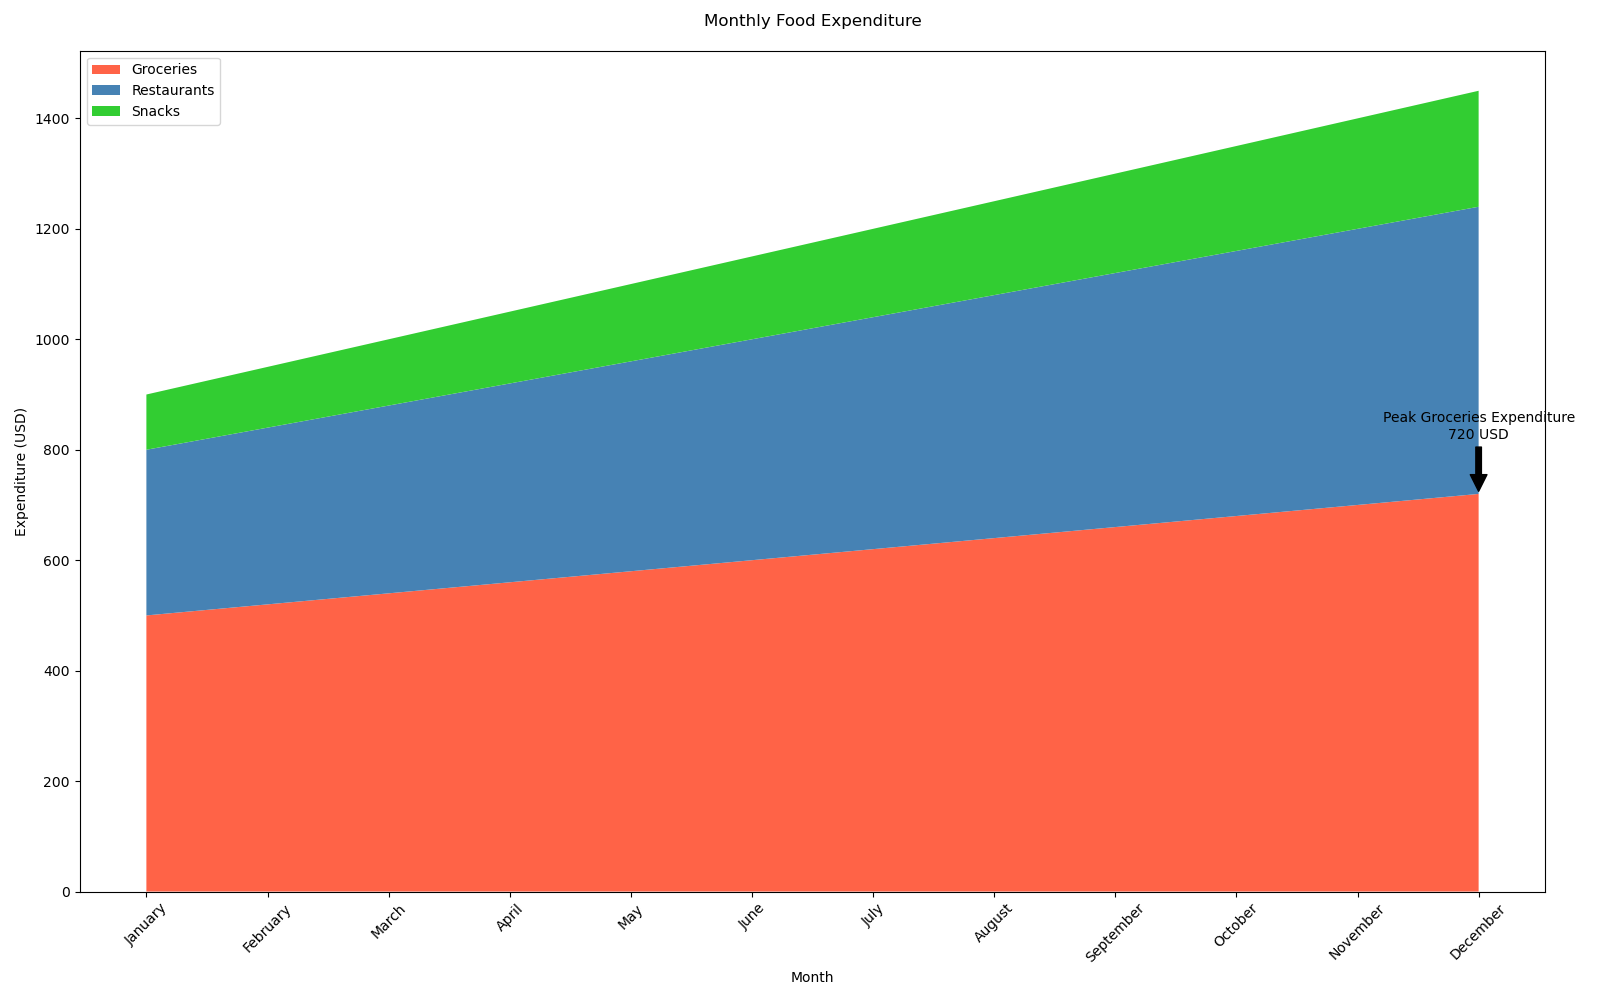 Monthly Food Expenditure
Groceries
Restaurants
Snacks
1400
1200
1000
800
600
400
200
0
Expenditure (USD)
Peak Groceries Expenditure
720 USD
January
February
March
April
May
June
July
August
September
October
November
December
Month